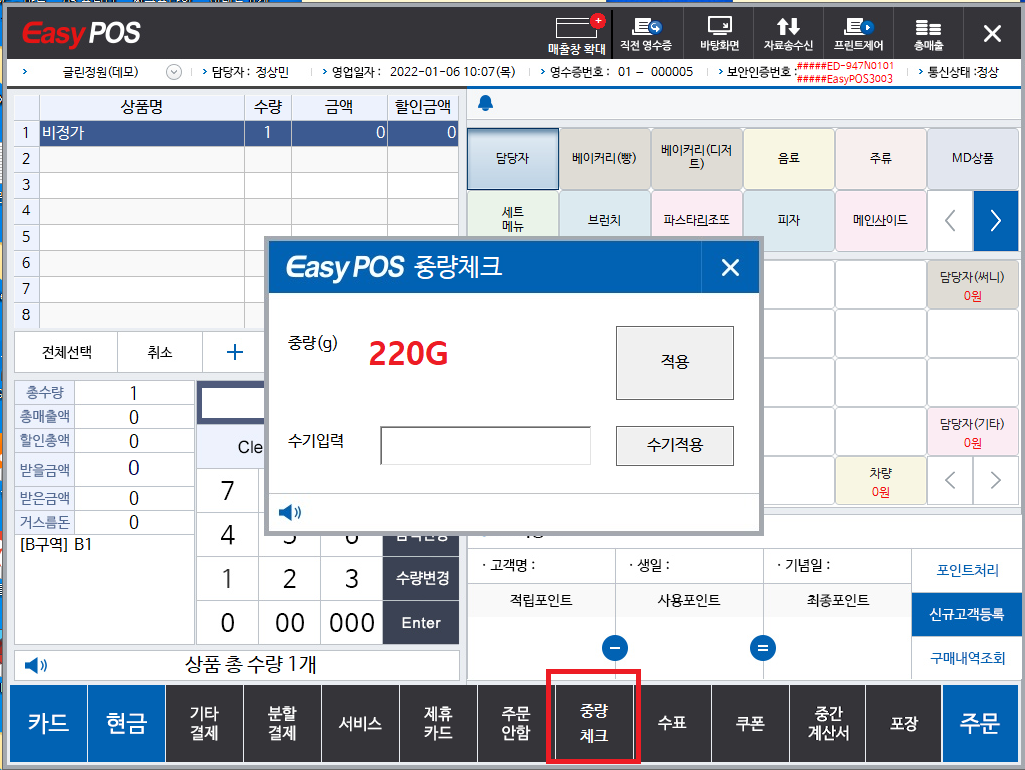 Easy POS
매출창 확대
직전 영수증
바탕화면
자료송수신
프린트제어
총매출
글린정원(데모)
담당자 : 정상민
영업일자 : 2022-01-06 10:07(목)
영수증번호 : 01 - 000005
보안인증번호 :
#####ED-947N0101
#####EasyPOS3003
통신상태 :정상
상품명 수량 금액 할인금액
1 비정가 1 0 0
2
3
4
5
6
7
8
전체선택 취소 +
총수량 1
총매출액 0
할인총액 0
받을금액 0
받은금액 0
거스름돈 0
[B구역] B1
Cle
7
4
1 2 3 수량변경
0 00 000 Enter
상품 총 수량 1개
담당자
베이커리(빵)
베이커리(디저
트)
음료
주류
MD상품
세트
메뉴
브런치
파스타리조또
피자
메인사이드
담당자(써니)
0원
담당자(기타)
0원
차량
0원
Easy POS 중량체크
중량(g) 220G
적용
수기입력
수기적용
· 고객명 :
· 생일 :
· 기념일 :
포인트처리
적립포인트
사용포인트
최종포인트
신규고객등록
구매내역조회
카드
현금
기타
결제
분할
결제
서비스
제휴
카드
주문
안함
중량
체크
수표
쿠폰
중간
계산서
포장
주문